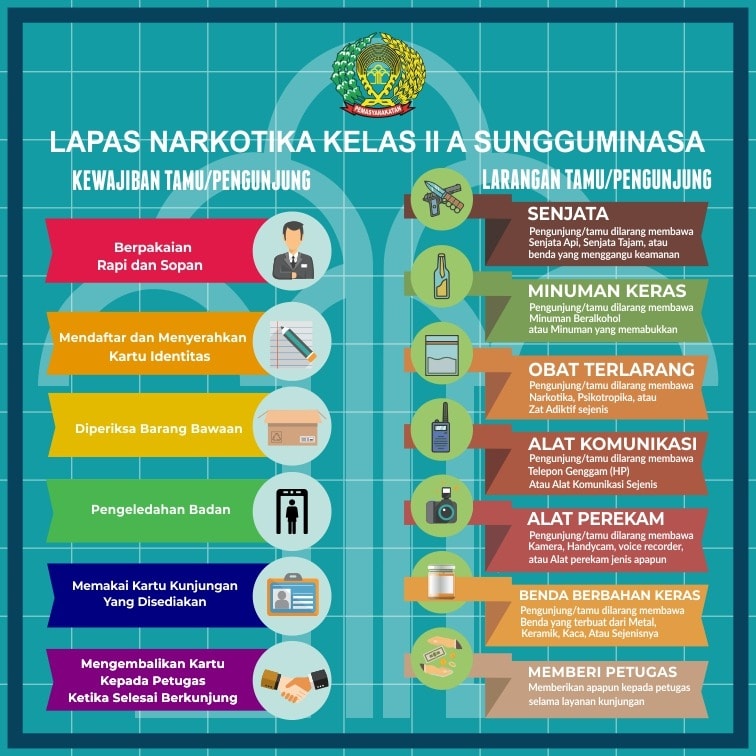 PEMASYARAKATAN
LAPAS NARKOTIKA KELAS II A SUNGGUMINASA
KEWAJIBAN TAMU/PENGUNJUNG
Berpakaian
Rapi dan Sopan
Mendaftar dan Menyerahkan
Kartu Identitas
Diperiksa Barang Bawaan
Pengeledahan Badan
Memakai Kartu Kunjungan
Yang Disediakan
Mengembalikan Kartu
Kepada Petugas
Ketika Selesai Berkunjung
LARANGAN TAMU/PENGUNJUNG
SENJATA
Pengunjung/tamu dilarang membawa
Senjata Api, Senjata Tajam, atau
benda yang menggangu keamanan
MINUMAN KERAS
Pengunjung/tamu dilarang membawa
Minuman Beralkohol
atau Minuman yang memabukkan
OBAT TERLARANG
Pengunjung/tamu dilarang membawa
Narkotika, Psikotropika, atau
Zat Adiktif sejenis
ALAT KOMUNIKASI
Pengunjung/tamu dilarang membawa
Telepon Genggam (HP)
Atau Alat Komunikasi Sejenis
ALAT PEREKAM
Pengunjung/tamu dilarang membawa
Kamera, Handycam, voice recorder,
atau Alat perekam jenis apapun
BENDA BERBAHAN KERAS
Pengunjung/tamu dilarang membawa
Benda yang terbuat dari Metal,
Keramik, Kaca, Atau Sejenisnya
MEMBERI PETUGAS
Memberikan apapun kepada petugas
selama layanan kunjungan